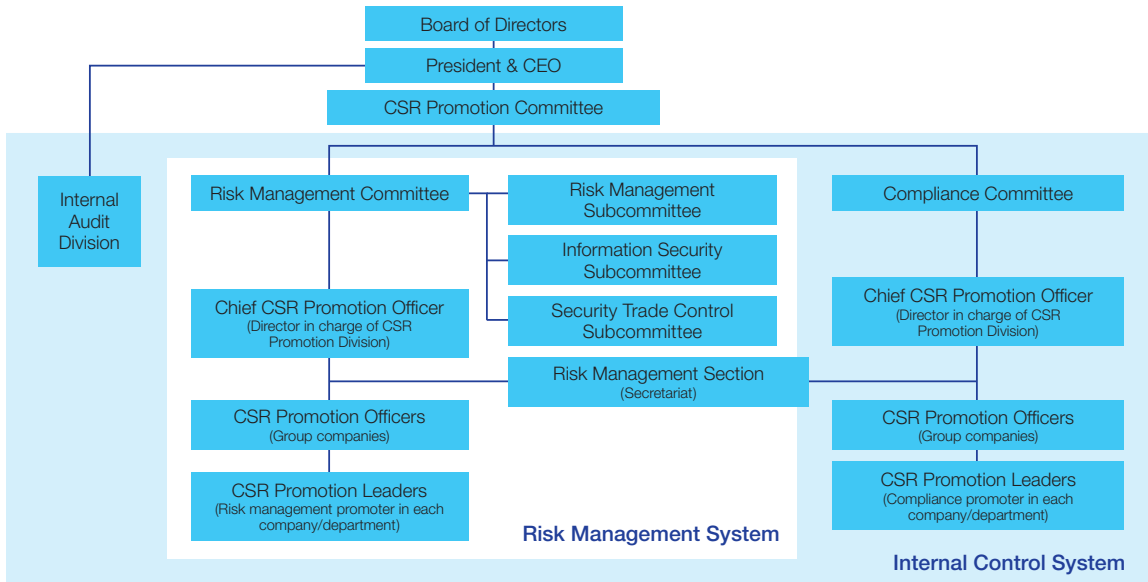 Board of Directors
President & CEO
CSR Promotion Committee
Internal
Audit
Division
Risk Management Committee
Risk Management
Subcommittee
Information Security
Subcommittee
Security Trade Control
Subcommittee
Compliance Committee
Chief CSR Promotion Officer
(Director in charge of CSR
Promotion Division)
Chief CSR Promotion Officer
(Director in charge of CSR
Promotion Division)
Risk Management Section
(Secretariat)
CSR Promotion Officers
(Group companies)
CSR Promotion Officers
(Group companies)
CSR Promotion Leaders
(Risk management promoter in each
company/department)
CSR Promotion Leaders
(Compliance promoter in each
company/department)
Risk Management System
Internal Control System